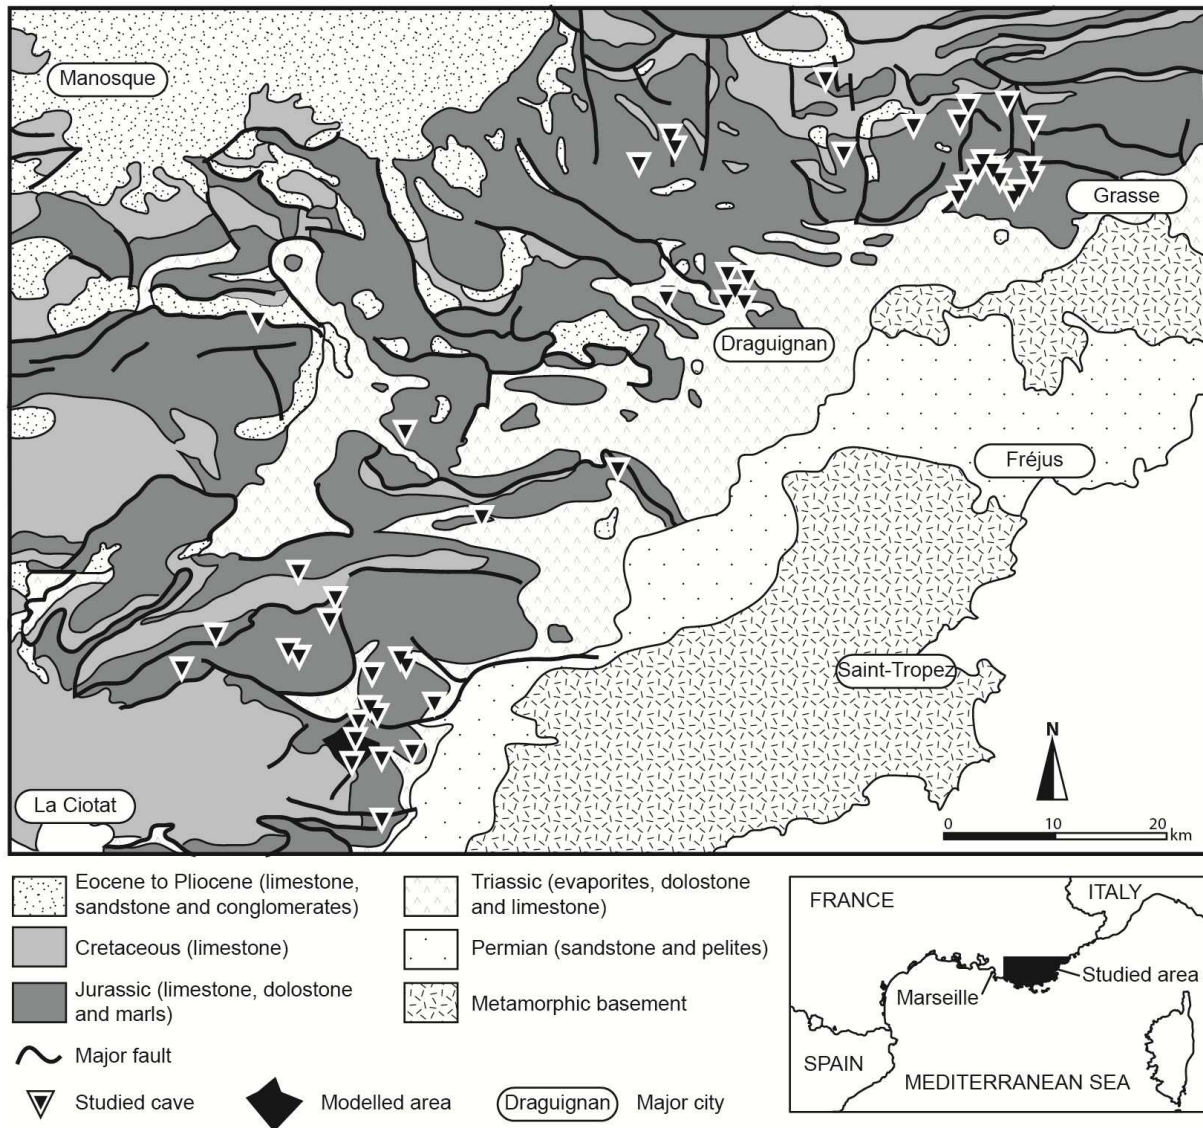 Manosque
Grasse
Draguignan
Fréjus
Saint-Tropez
N
La Ciotat
0 10 20
km
Eocene to Pliocene (limestone,
sandstone and conglomerates)
Cretaceous (limestone)
Jurassic (limestone, dolostone
and marls)
Major fault
Studied cave
Triassic (evaporites, dolostone
and limestone)
Permian (sandstone and pelites)
Metamorphic basement
Modelled area
Draguignan
Major city
FRANCE
ITALY
Studied area
Marseille
SPAIN
MEDITERRANEAN SEA